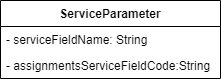 ServiceParameter
- serviceFieldName: String
- assignmentsServiceFieldCode:String